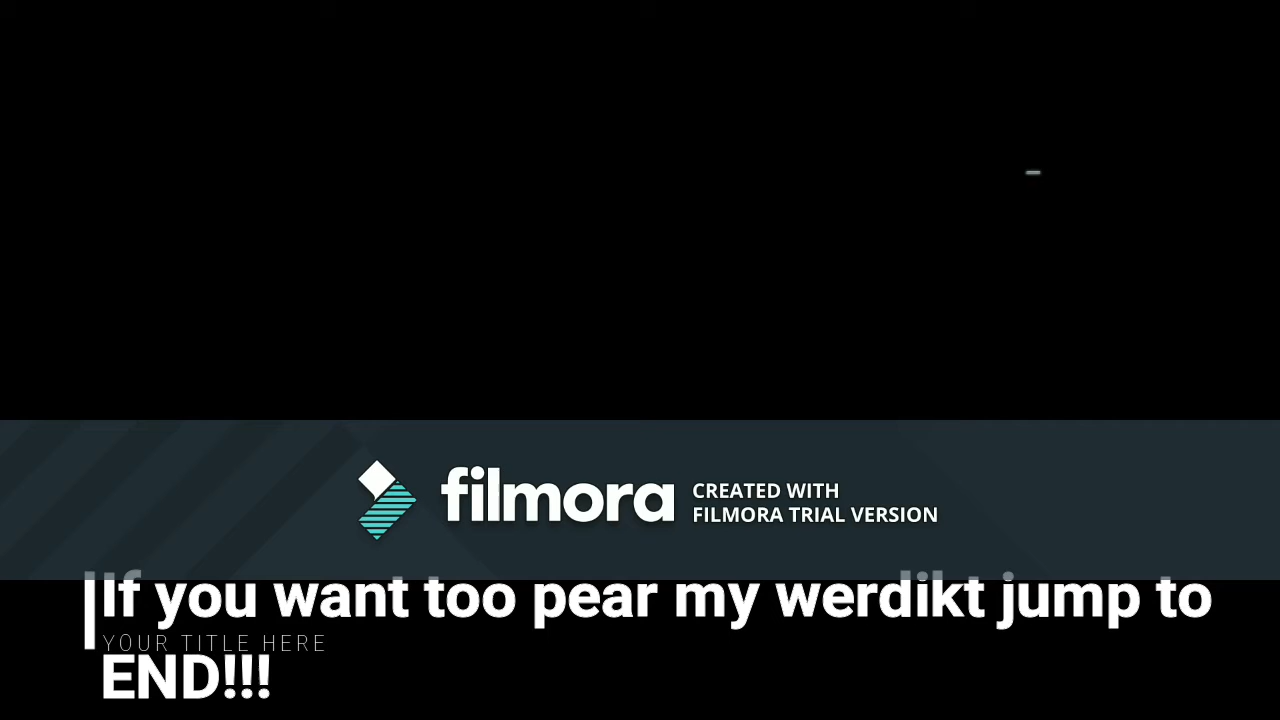 filmora
CREATED WITH
FILMORA TRIAL VERSION
If you want too pear my werdikt jump to
YOUR TITLE HERE
END!!!